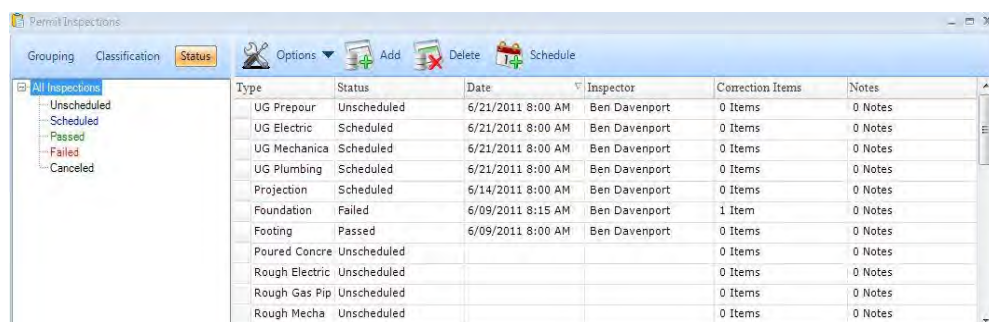 Permit Inspections
Grouping Classification Status Options Add Delete Schedule
All Inspections
Unscheduled
Scheduled
Passed
Failed
Canceled
Type Status Date Inspector Correction Items Notes
UG Prepour Unscheduled 6/21/2011 8:00 AM Ben Davenport 0 Items 0 Notes
UG Electric Scheduled 6/21/2011 8:00 AM Ben Davenport 0 Items 0 Notes
UG Mechanica Scheduled 6/21/2011 8:00 AM Ben Davenport 0 Items 0 Notes
UG Plumbing Scheduled 6/21/2011 8:00 AM Ben Davenport 0 Items 0 Notes
Projection Scheduled 6/14/2011 8:00 AM Ben Davenport 0 Items 0 Notes
Foundation Failed 6/09/2011 8:15 AM Ben Davenport 1 Item 0 Notes
Footing Passed 6/09/2011 8:00 AM Ben Davenport 0 Items 0 Notes
Poured Concre Unscheduled 0 Items 0 Notes
Rough Electric Unscheduled 0 Items 0 Notes
Rough Gas Pip Unscheduled 0 Items 0 Notes
Rough Mecha Unscheduled 0 Items 0 Notes